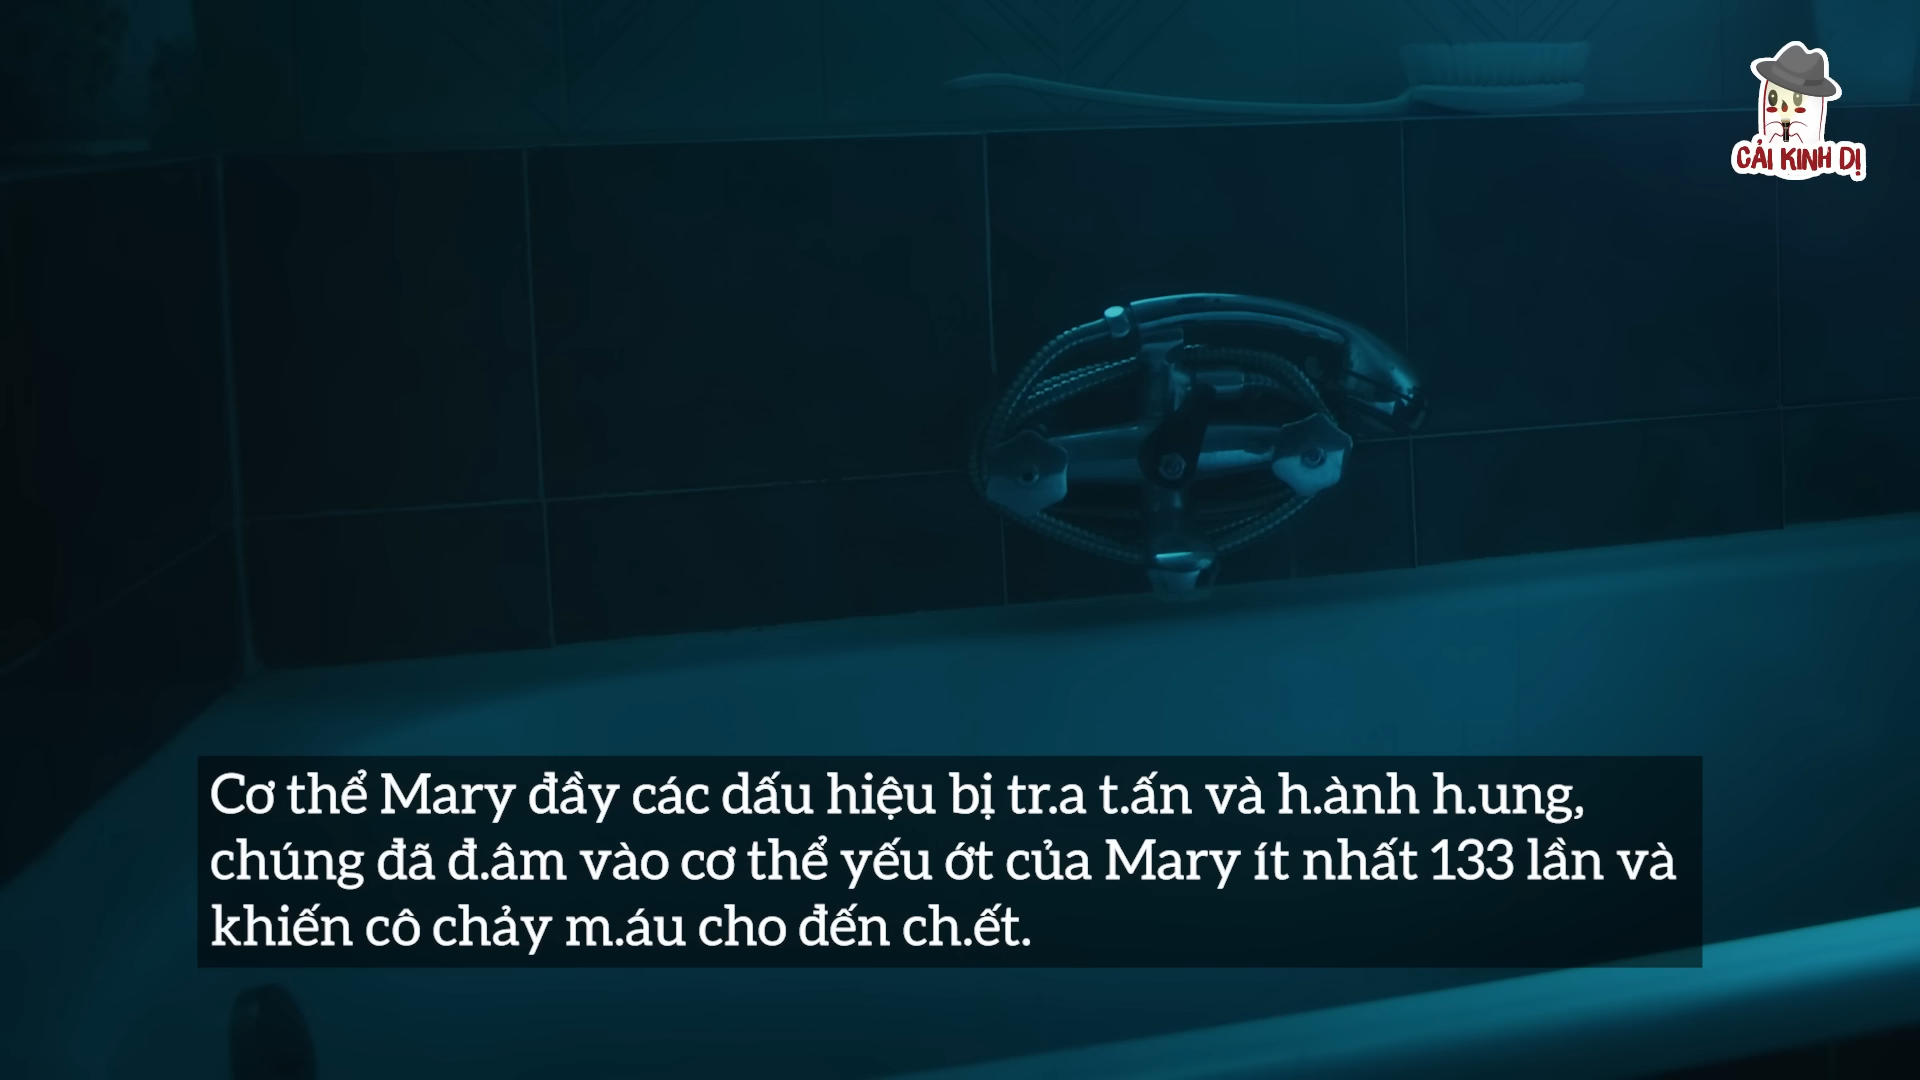 CẢI KINH DỊ
Cơ thể Mary đầy các dấu hiệu bị tr.a t.ấn và h.ành h.ung,
chúng đã đ.âm vào cơ thể yếu ớt của Mary ít nhất 133 lần và
khiến cô chảy m.áu cho đến ch.ết.